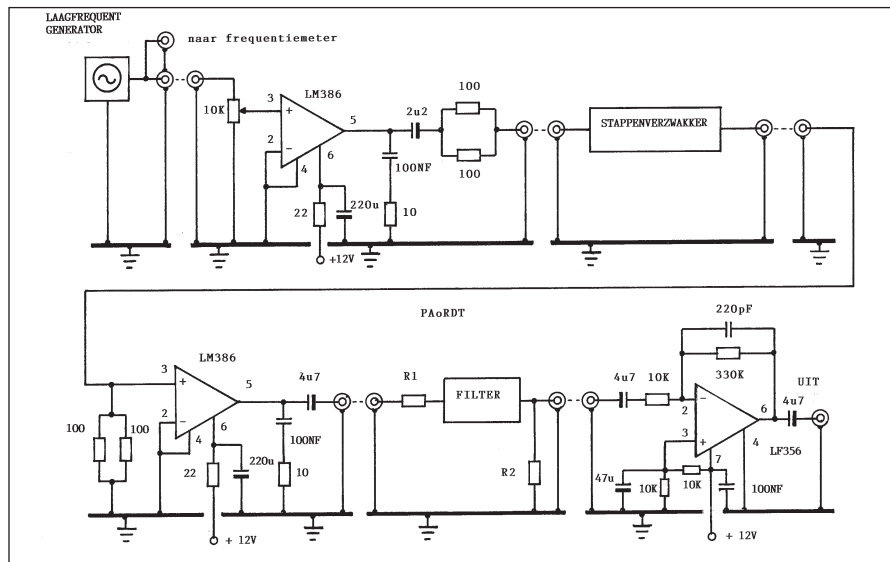 LAAGFREQUENT
GENERATOR
naar frequentiemeter
10K
3
2
LM386
+
−
4
6
5
2u2
100
100
100NF
22
220u
10
+12V
STAPPENVERZWAKKER
PAoRDT
100
100
3
2
LM386
+
−
4
6
5
4u7
100NF
22
220u
10
+ 12V
R1
FILTER
R2
4u7
10K
220pF
330K
2
−
3
+
6
7
4
UIT
4u7
LF356
47u
10K
10K
100NF
+ 12V